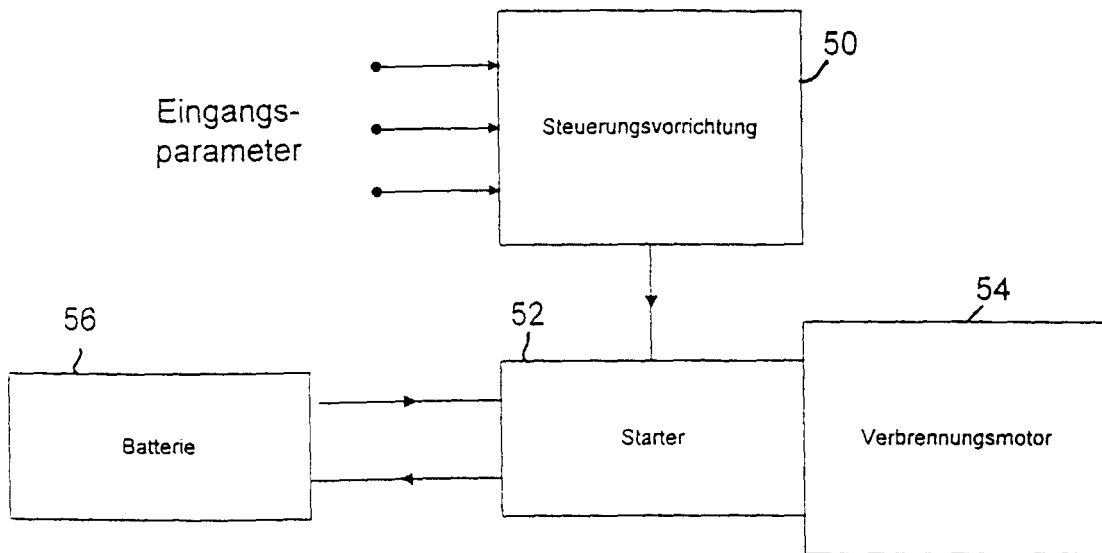 50
Eingangs-
parameter
Steuerungsvorrichtung
56
52
54
Batterie
Starter
Verbrennungsmotor